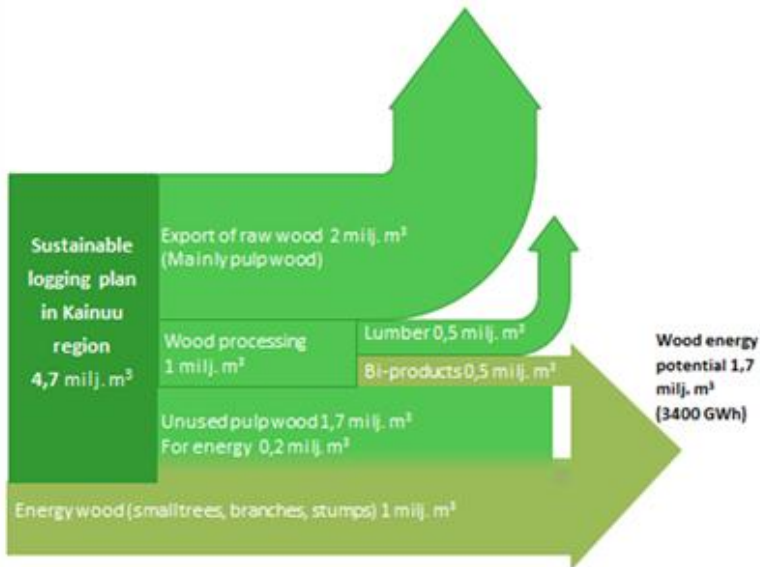 Sustainable
logging plan
in Kainuu
region
4,7 milj. m³
Export of raw wood 2 milj. m³
(Mainly pulpwood)
Wood processing
1 milj. m³
Lumber 0,5 milj. m³
Bi-products 0,5 milj. m³
Unused pulpwood 1,7 milj. m³
For energy 0,2 milj. m³
Energy wood (smalltrees, branches, stumps) 1 milj. m³
Wood energy
potential 1,7
milj. m³
(3400 GWh)